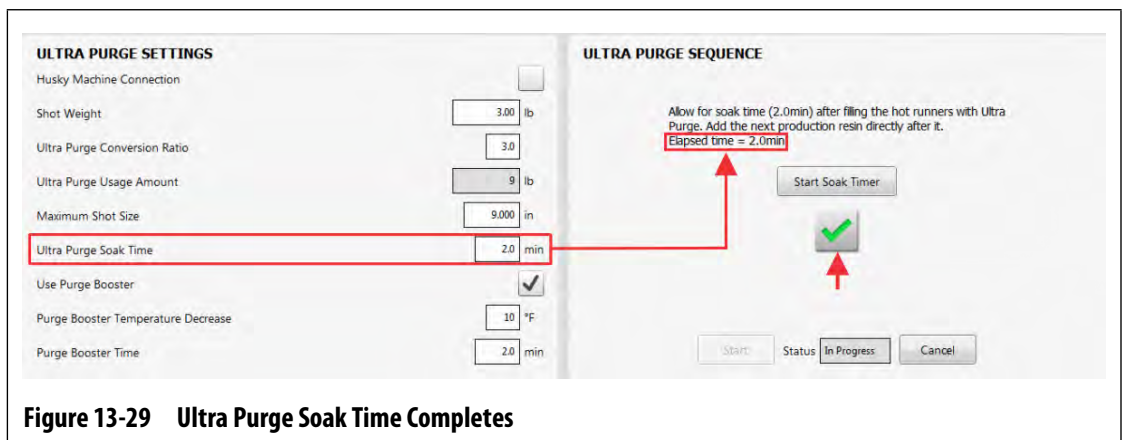 ULTRA PURGE SETTINGS
Husky Machine Connection
Shot Weight 3.00 lb
Ultra Purge Conversion Ratio 3.0
Ultra Purge Usage Amount 9 lb
Maximum Shot Size 9.000 in
Ultra Purge Soak Time 2.0 min
Use Purge Booster
Purge Booster Temperature Decrease 10 °F
Purge Booster Time 2.0 min
ULTRA PURGE SEQUENCE
Allow for soak time (2.0min) after filing the hot runners with Ultra
Purge. Add the next production resin directly after it.
Elapsed time = 2.0min
Start Soak Timer
Start Status In Progress Cancel
Figure 13-29 Ultra Purge Soak Time Completes